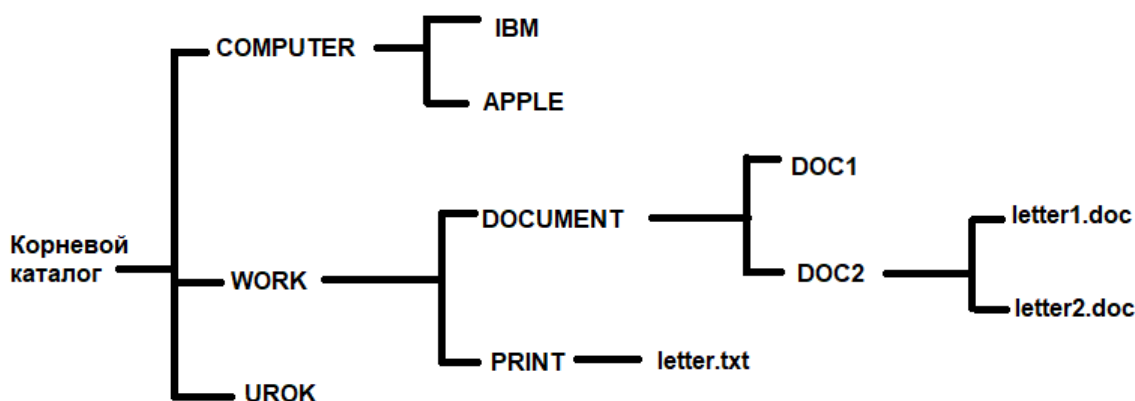 IBM
COMPUTER
APPLE
DOC1
DOCUMENT
letter1.doc
Корневой
каталог
WORK
DOC2
letter2.doc
PRINT
letter.txt
UROK